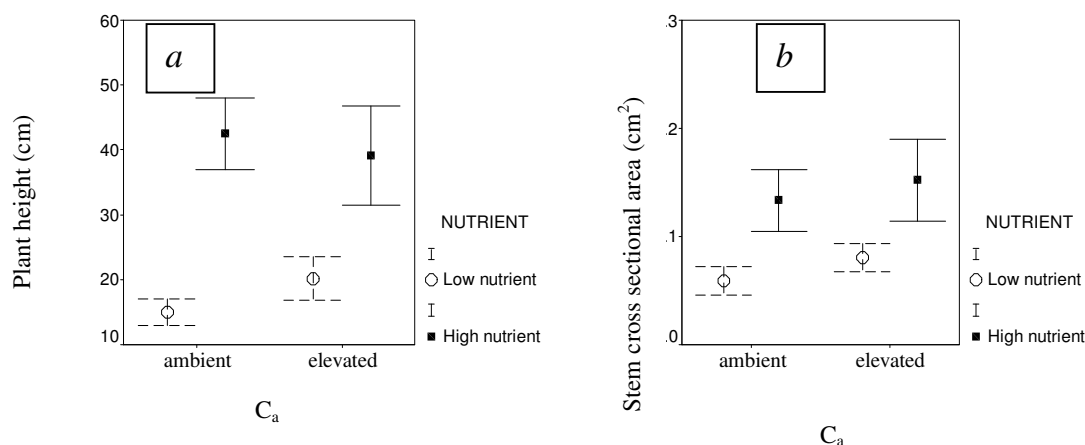 a
60
50
40
30
20
10
Plant height (cm)
ambient
elevated
Cₐ
NUTRIENT
Low nutrient
High nutrient
b
.3
.2
.1
.0
Stem cross sectional area (cm²)
ambient
elevated
Cₐ
NUTRIENT
Low nutrient
High nutrient